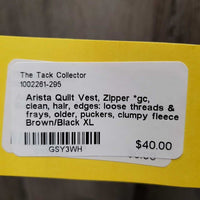 The Tack Collector
1002261-295
Arista Quilt Vest, Zipper *gc,
clean, hair, edges: loose threads &
frays, older, puckers, clumpy fleece
Brown/Black XL
GSY3WH
$40.00